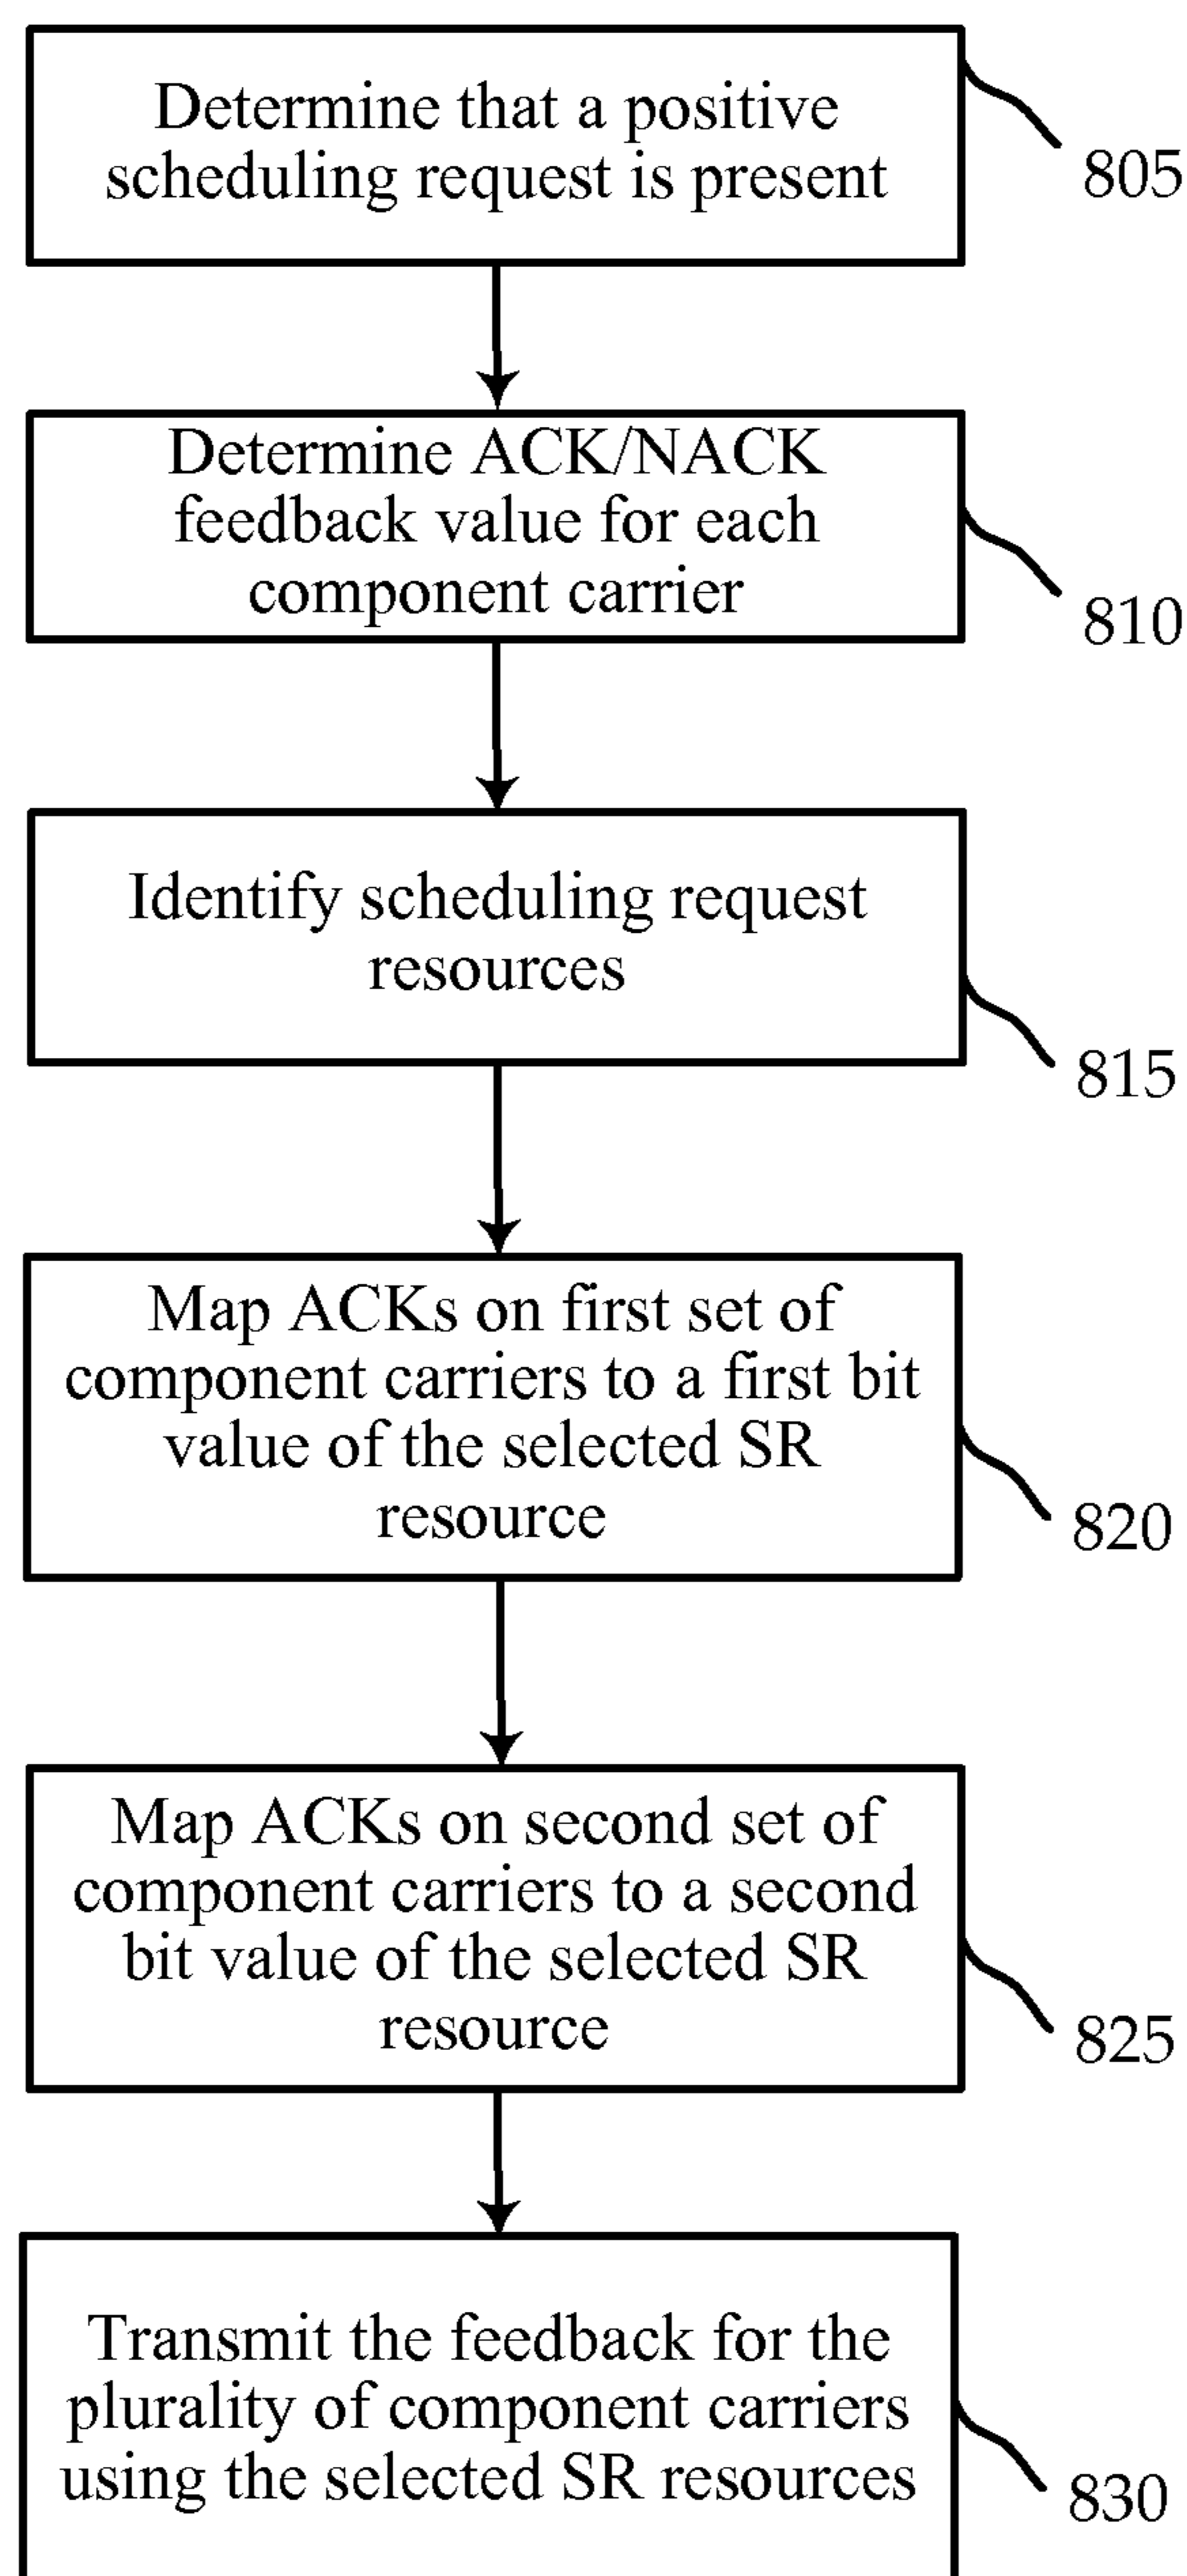 Determine that a positive
scheduling request is present
805
Determine ACK/NACK
feedback value for each
component carrier
810
Identify scheduling request
resources
815
Map ACKs on first set of
component carriers to a first bit
value of the selected SR
resource
820
Map ACKs on second set of
component carriers to a second
bit value of the selected SR
resource
825
Transmit the feedback for the
plurality of component carriers
using the selected SR resources
830